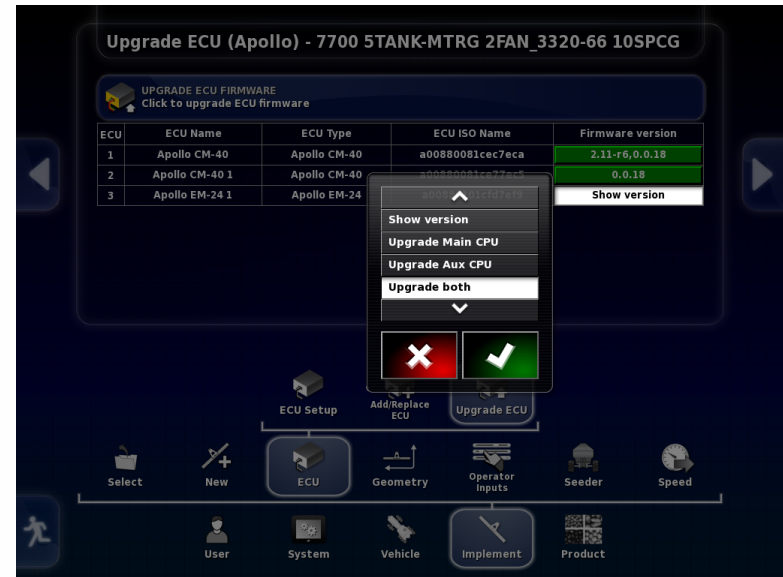 Upgrade ECU (Apollo) - 7700 5TANK-MTRG 2FAN_3320-66 10SPCG
UPGRADE ECU FIRMWARE
Click to upgrade ECU firmware
ECU ECU Name ECU Type ECU ISO Name Firmware version
1 Apollo CM-40 Apollo CM-40 a00880081cec7eca 2.11-r6,0.0.18
2 Apollo CM-40 1 Apollo CM-40 a00880081ce77ec5 0.0.18
3 Apollo EM-24 1 Apollo EM-24 Show version
Show version
Upgrade Main CPU
Upgrade Aux CPU
Upgrade both
ECU Setup Add/Replace ECU Upgrade ECU
Select New ECU Geometry Operator Inputs Seeder Speed
User System Vehicle Implement Product